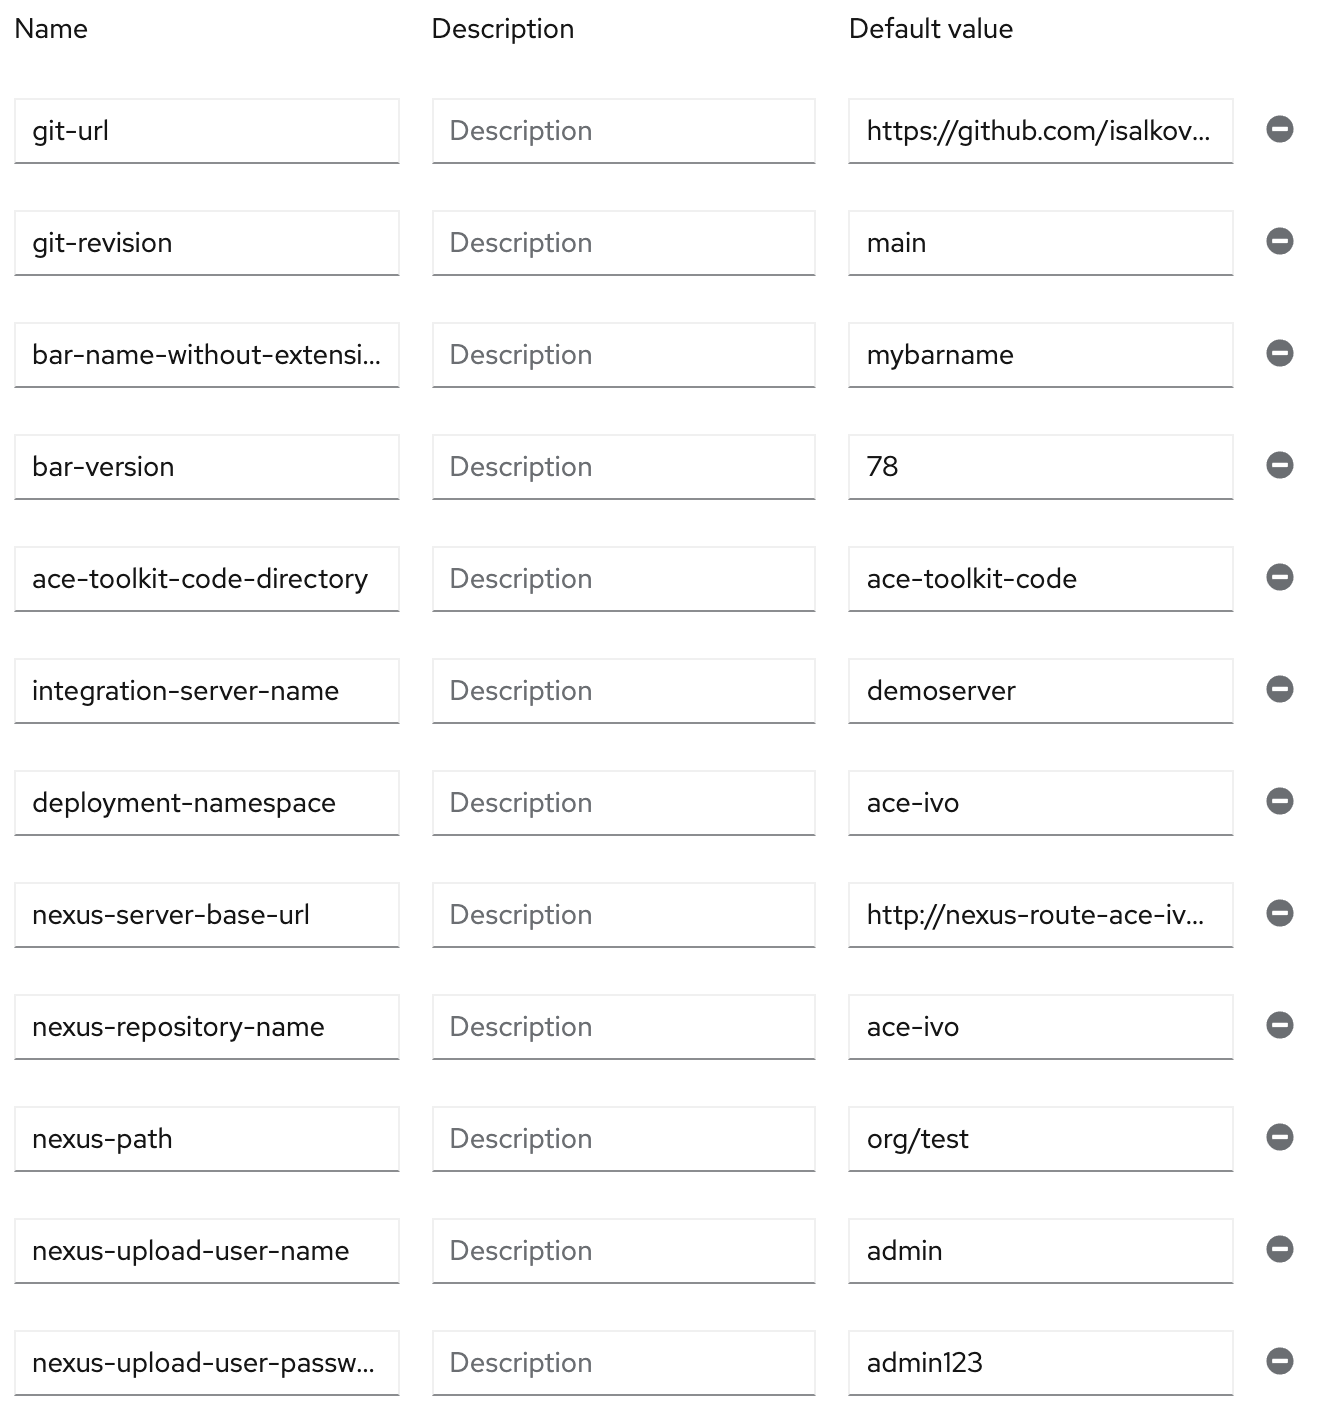 Name Description Default value
git-url Description https://github.com/isalkov...
git-revision Description main
bar-name-without-extensi... Description mybarname
bar-version Description 78
ace-toolkit-code-directory Description ace-toolkit-code
integration-server-name Description demoserver
deployment-namespace Description ace-ivo
nexus-server-base-url Description http://nexus-route-ace-iv...
nexus-repository-name Description ace-ivo
nexus-path Description org/test
nexus-upload-user-name Description admin
nexus-upload-user-passw... Description admin123